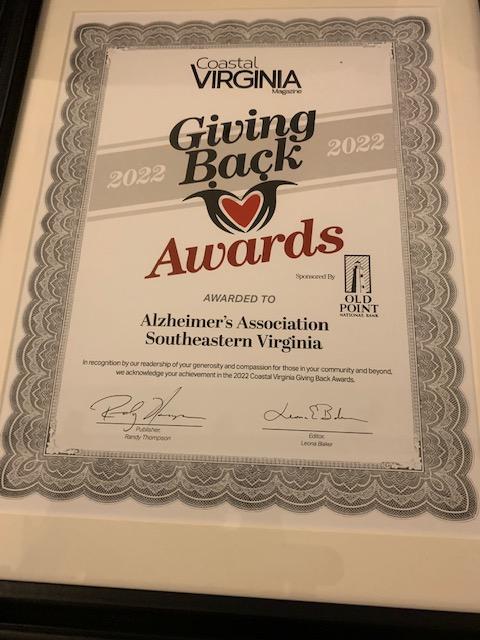 Coastal
VIRGINIA
Magazine
Giving
2022 Back 2022
Awards
Sponsored By
OLD
POINT
NATIONAL BANK
AWARDED TO
Alzheimer's Association
Southeastern Virginia
In recognition by our readership of your generosity and compassion for those in your community and beyond,
we acknowledge your achievement in the 2022 Coastal Virginia Giving Back Awards.
Publisher, Editor,
Randy Thompson Leona Baker